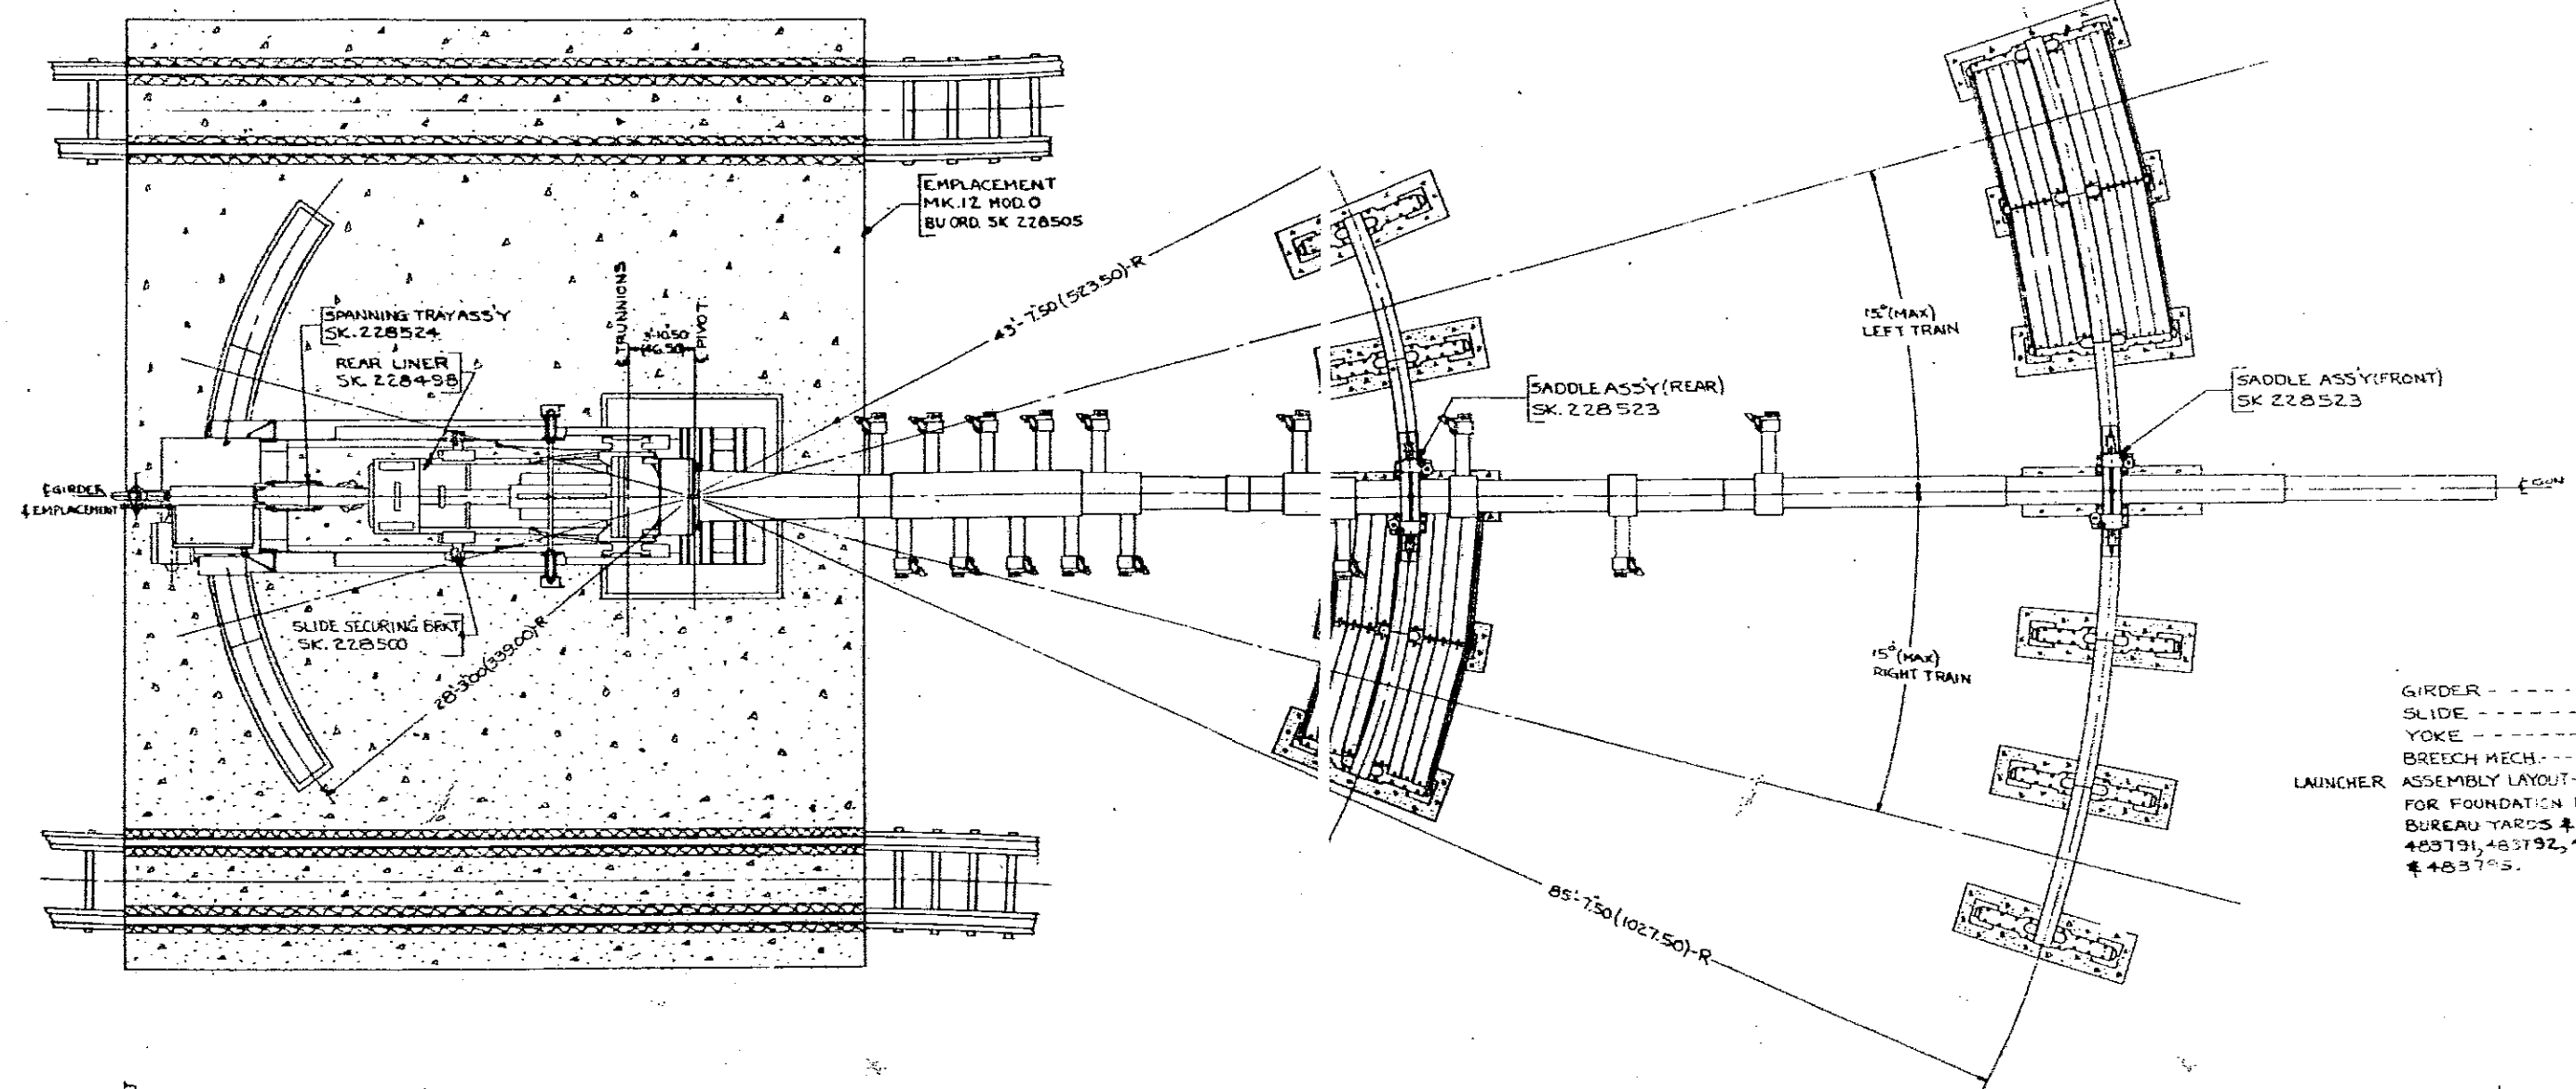 EMPLACEMENT
MK.12 MOD.O
BU ORD. SK 228505
SPANNING TRAY ASS'Y
SK. 228524
REAR LINER
SK. 228498
℄ TRUNNIONS
3'-10.50
(46.50)
℄ PIVOT
43'-7.50 (523.50)-R
15° (MAX)
LEFT TRAIN
SADDLE ASS'Y (REAR)
SK. 228523
SADDLE ASS'Y (FRONT)
SK 228523
℄ GIRDER
℄ EMPLACEMENT
℄ GUN
SLIDE SECURING BRKT
SK. 228500
28'-3.00 (339.00)-R
15° (MAX)
RIGHT TRAIN
85'-7.50 (1027.50)-R
GIRDER - - - -
SLIDE - - - - -
YOKE - - - - -
BREECH MECH. - - -
LAUNCHER ASSEMBLY LAYOUT -
FOR FOUNDATION
BUREAU YARDS #
483791, 483792,
483795.